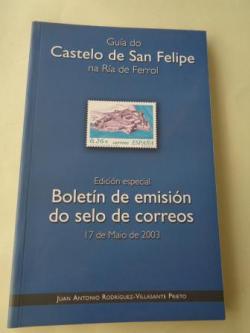 Guía do
Castelo de San Felipe
na Ría de Ferrol
0,26€ correos ESPAÑA
Edición especial
Boletín de emisión
do selo de correos
17 de Maio de 2003
JUAN ANTONIO RODRÍGUEZ-VILLASANTE PRIETO